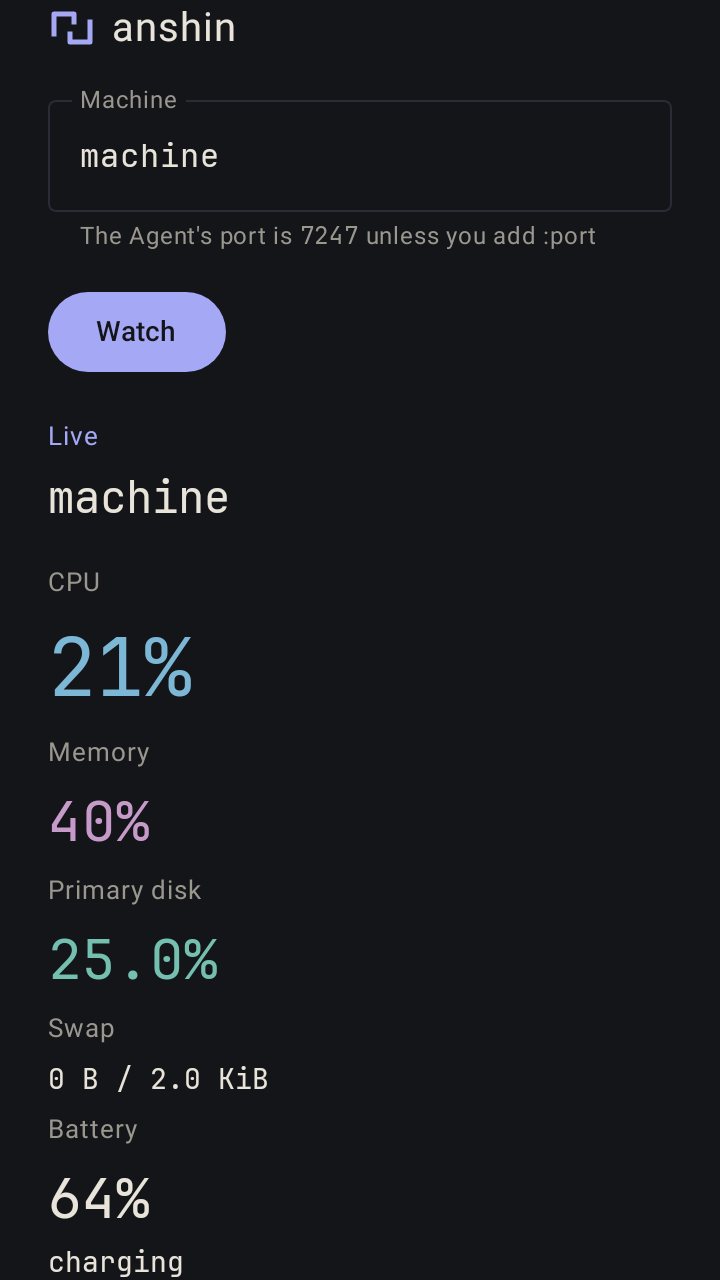 anshin
Machine
machine
The Agent's port is 7247 unless you add :port
Watch
Live
machine
CPU
21%
Memory
40%
Primary disk
25.0%
Swap
0 B / 2.0 KiB
Battery
64%
charging